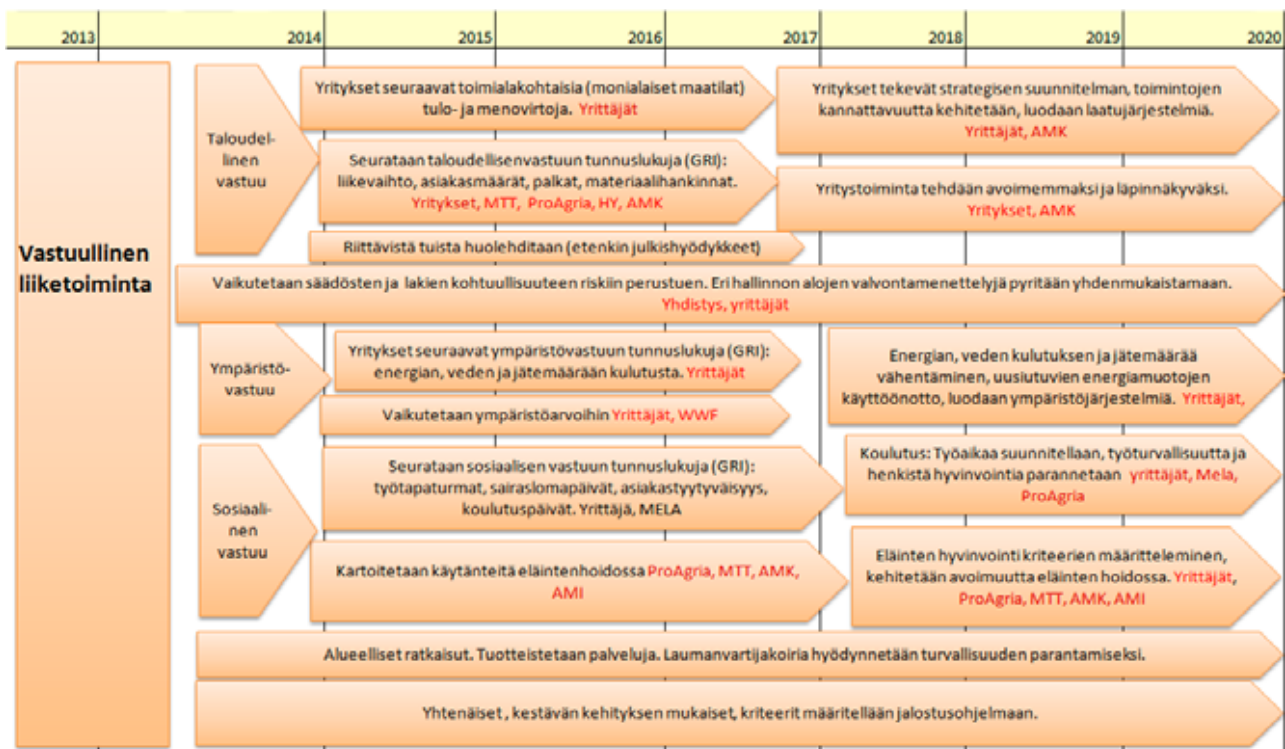 2013 2014 2015 2016 2017 2018 2019 2020
Vastuullinen
liiketoiminta
Taloudel-
linen
vastuu
Yritykset seuraavat toimialakohtaisia (monialaiset maatilat)
tulo- ja menovirtoja. Yrittäjät
Yritykset tekevät strategisen suunnitelman, toimintojen
kannattavuutta kehitetään, luodaan laatujärjestelmiä.
Yrittäjät, AMK
Seurataan taloudellisenvastuun tunnuslukuja (GRI):
liikevaihto, asiakasmäärät, palkat, materiaalihankinnat.
Yritykset, MTT, ProAgria, HY, AMK
Yritystoiminta tehdään avoimemmaksi ja läpinnäkyväksi.
Yritykset, AMK
Riittävistä tuista huolehditaan (etenkin julkishyödykkeet)
Vaikutetaan säädösten ja lakien kohtuullisuuteen riskiin perustuen. Eri hallinnon alojen valvontamenettelyjä pyritään yhdenmukaistamaan.
Yhdistys, yrittäjät
Ympäristö-
vastuu
Yritykset seuraavat ympäristövastuun tunnuslukuja (GRI):
energian, veden ja jätemäärään kulutusta. Yrittäjät
Energian, veden kulutuksen ja jätemäärää
vähentäminen, uusiutuvien energiamuotojen
käyttöönotto, luodaan ympäristöjärjestelmiä. Yrittäjät,
Vaikutetaan ympäristöarvoihin Yrittäjät, WWF
Sosiaali-
nen
vastuu
Seurataan sosiaalisen vastuun tunnuslukuja (GRI):
työtapaturmat, sairaslomapäivät, asiakastyytyväisyys,
koulutuspäivät. Yrittäjä, MELA
Koulutus: Työaikaa suunnitellaan, työturvallisuutta ja
henkistä hyvinvointia parannetaan yrittäjät, Mela,
ProAgria
Kartoitetaan käytänteitä eläintenhoidossa ProAgria, MTT, AMK,
AMI
Eläinten hyvinvointi kriteerien määritteleminen,
kehitetään avoimuutta eläinten hoidossa. Yrittäjät,
ProAgria, MTT, AMK, AMI
Alueelliset ratkaisut. Tuotteistetaan palveluja. Laumanvartijakoiria hyödynnetään turvallisuuden parantamiseksi.
Yhtenäiset , kestävän kehityksen mukaiset, kriteerit määritellään jalostusohjelmaan.